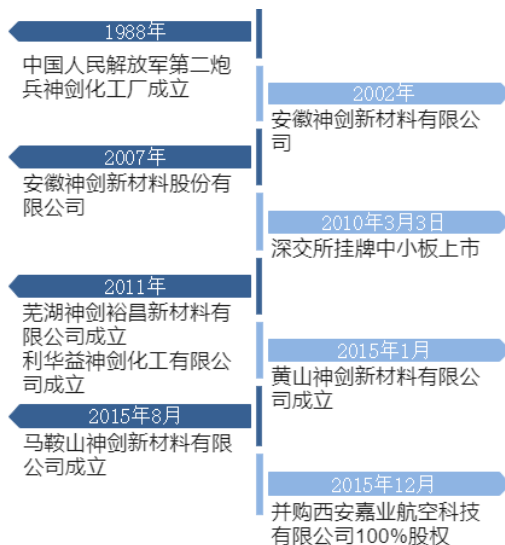 1988年
中国人民解放军第二炮
兵神剑化工厂成立
2002年
安徽神剑新材料有限公
司
2007年
安徽神剑新材料股份有
限公司
2010年3月3日
深交所挂牌中小板上市
2011年
芜湖神剑裕昌新材料有
限公司成立
利华益神剑化工有限公
司成立
2015年1月
黄山神剑新材料有限公
司成立
2015年8月
马鞍山神剑新材料有限
公司成立
2015年12月
并购西安嘉业航空科技
有限公司100%股权